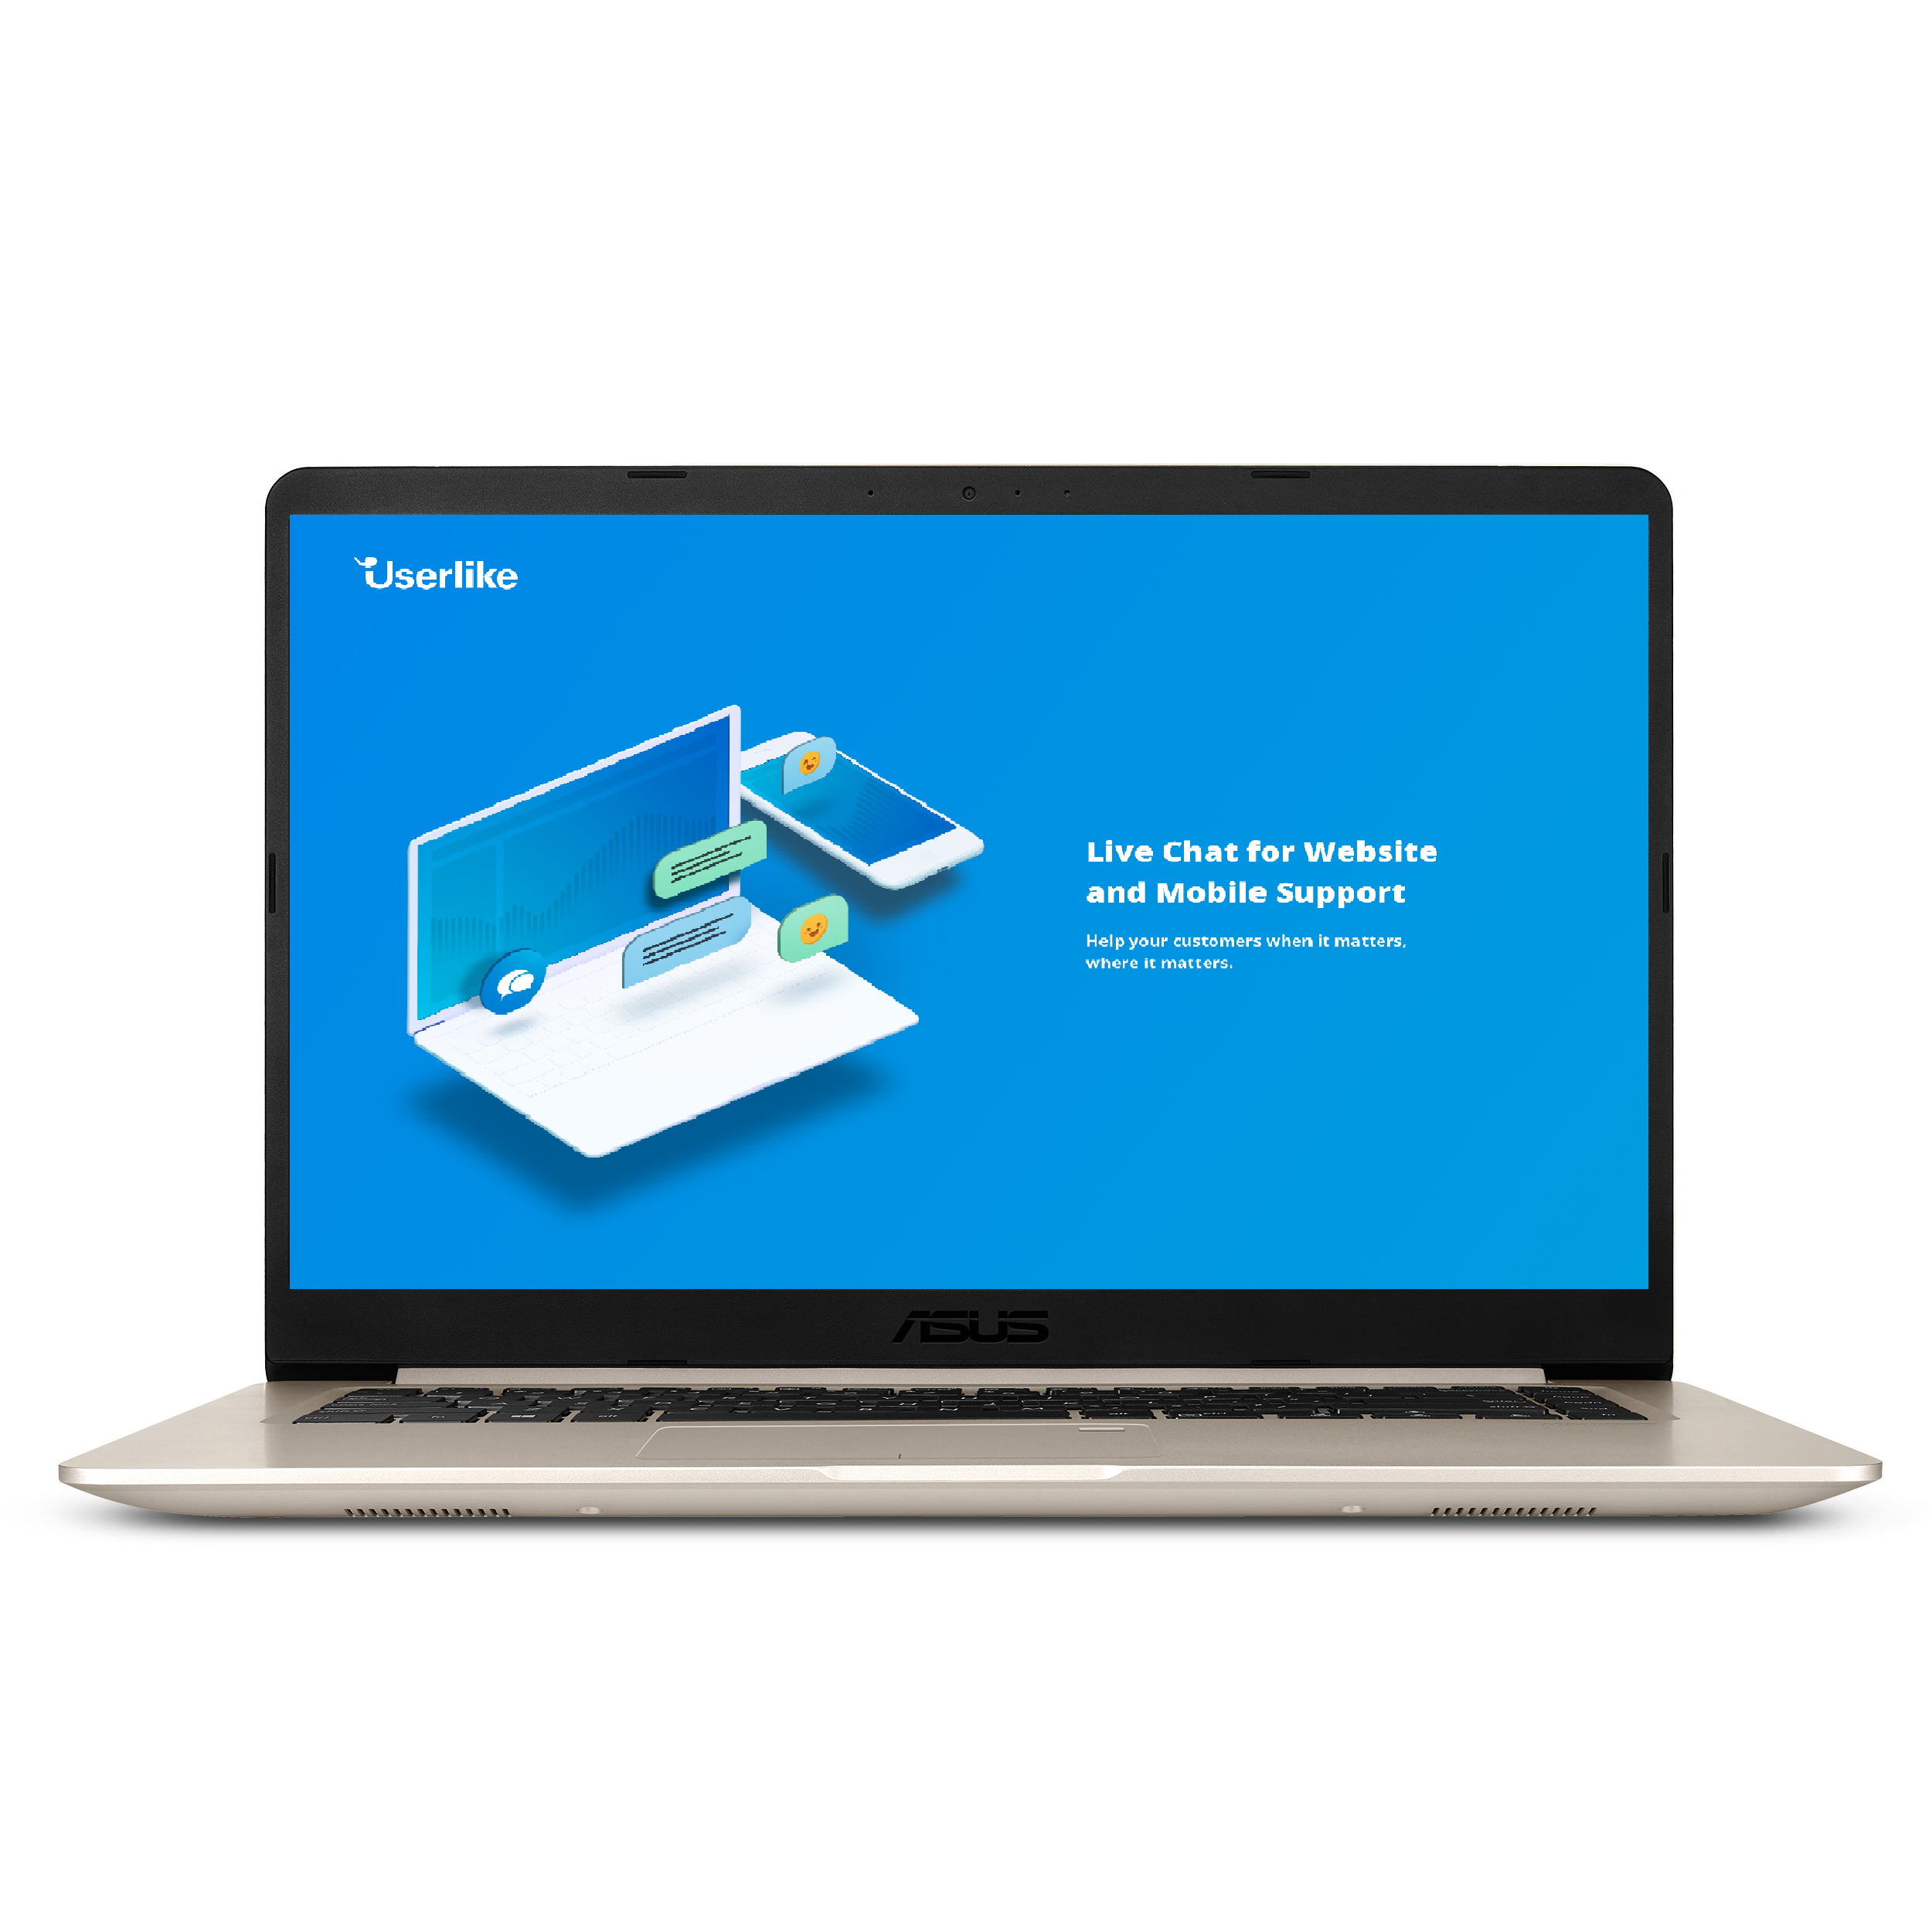 Userlike
Live Chat for Website
and Mobile Support
Help your customers when it matters,
where it matters.
ASUS